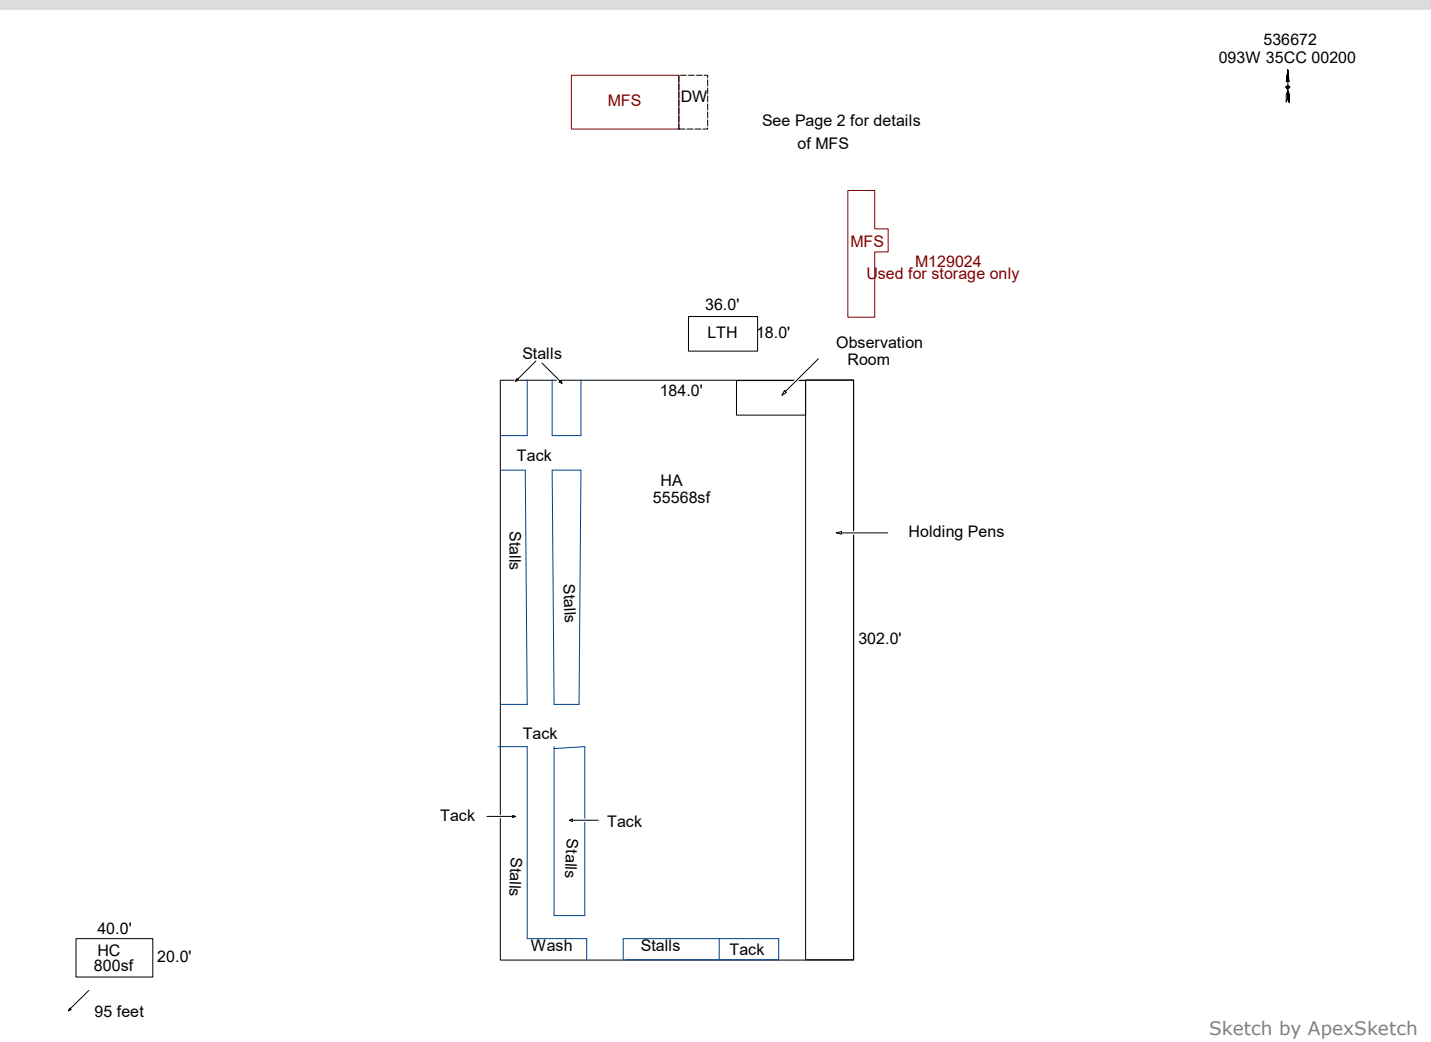 536672
093W 35CC 00200
MFS
DW
See Page 2 for details
of MFS
MFS
M129024
Used for storage only
36.0'
LTH
18.0'
Observation
Room
Stalls
184.0'
Tack
HA
55568sf
Stalls
Holding Pens
Stalls
302.0'
Tack
Tack
Tack
Stalls
Stalls
40.0'
HC
800sf
20.0'
Wash
Stalls
Tack
95 feet
Sketch by ApexSketch